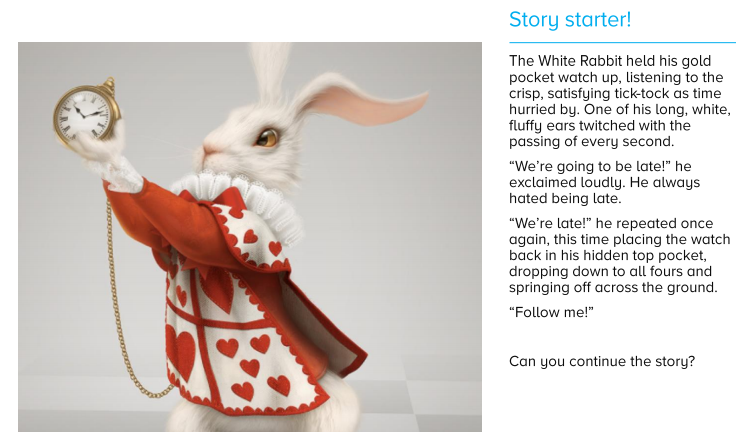 Story starter!
The White Rabbit held his gold
pocket watch up, listening to the
crisp, satisfying tick-tock as time
hurried by. One of his long, white,
fluffy ears twitched with the
passing of every second.
“We’re going to be late!” he
exclaimed loudly. He always
hated being late.
“We’re late!” he repeated once
again, this time placing the watch
back in his hidden top pocket,
dropping down to all fours and
springing off across the ground.
“Follow me!”
Can you continue the story?